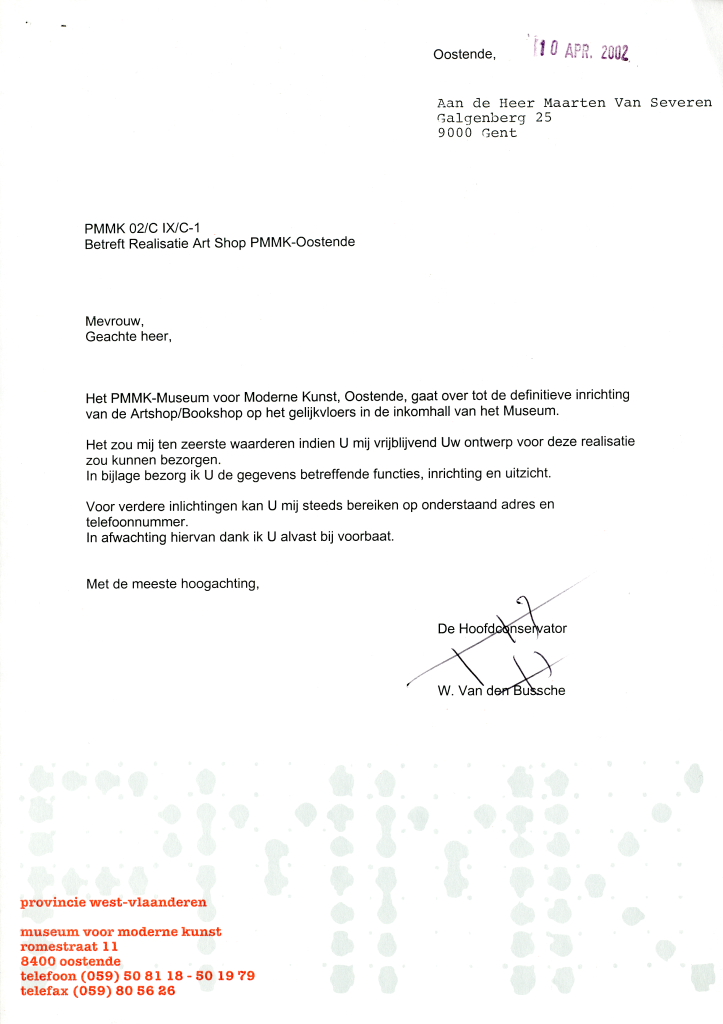 Oostende, 10 APR. 2002
Aan de Heer Maarten Van Severen
Galgenberg 25
9000 Gent
PMMK 02/C IX/C-1
Betreft Realisatie Art Shop PMMK-Oostende
Mevrouw,
Geachte heer,
Het PMMK-Museum voor Moderne Kunst, Oostende, gaat over tot de definitieve inrichting
van de Artshop/Bookshop op het gelijkvloers in de inkomhall van het Museum.
Het zou mij ten zeerste waarderen indien U mij vrijblijvend Uw ontwerp voor deze realisatie
zou kunnen bezorgen.
In bijlage bezorg ik U de gegevens betreffende functies, inrichting en uitzicht.
Voor verdere inlichtingen kan U mij steeds bereiken op onderstaand adres en
telefoonnummer.
In afwachting hiervan dank ik U alvast bij voorbaat.
Met de meeste hoogachting,
De Hoofdconservator
W. Van den Bussche
PMMK
provincie west-vlaanderen
museum voor moderne kunst
romestraat 11
8400 oostende
telefoon (059) 50 81 18 - 50 19 79
telefax (059) 80 56 26